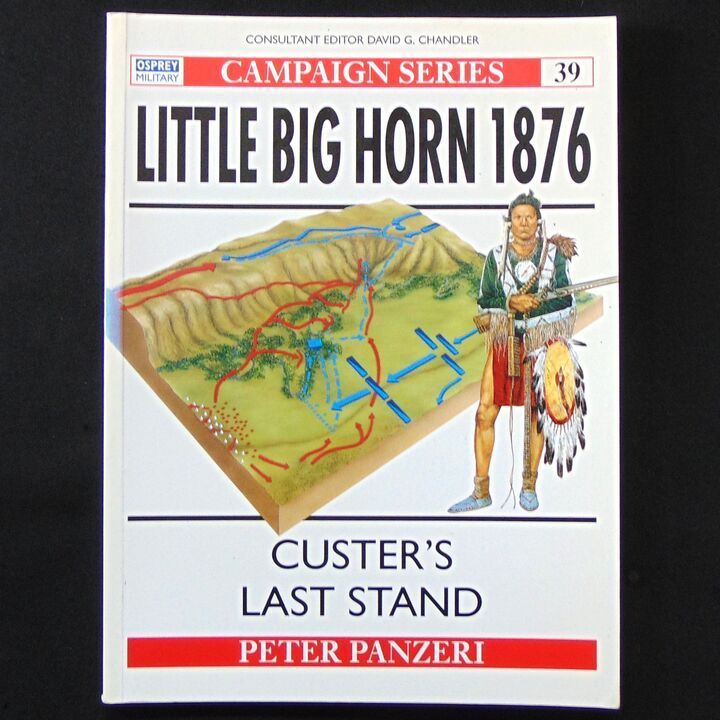 CONSULTANT EDITOR DAVID G. CHANDLER
OSPREY
MILITARY
CAMPAIGN SERIES
39
LITTLE BIG HORN 1876
CUSTER'S
LAST STAND
PETER PANZERI